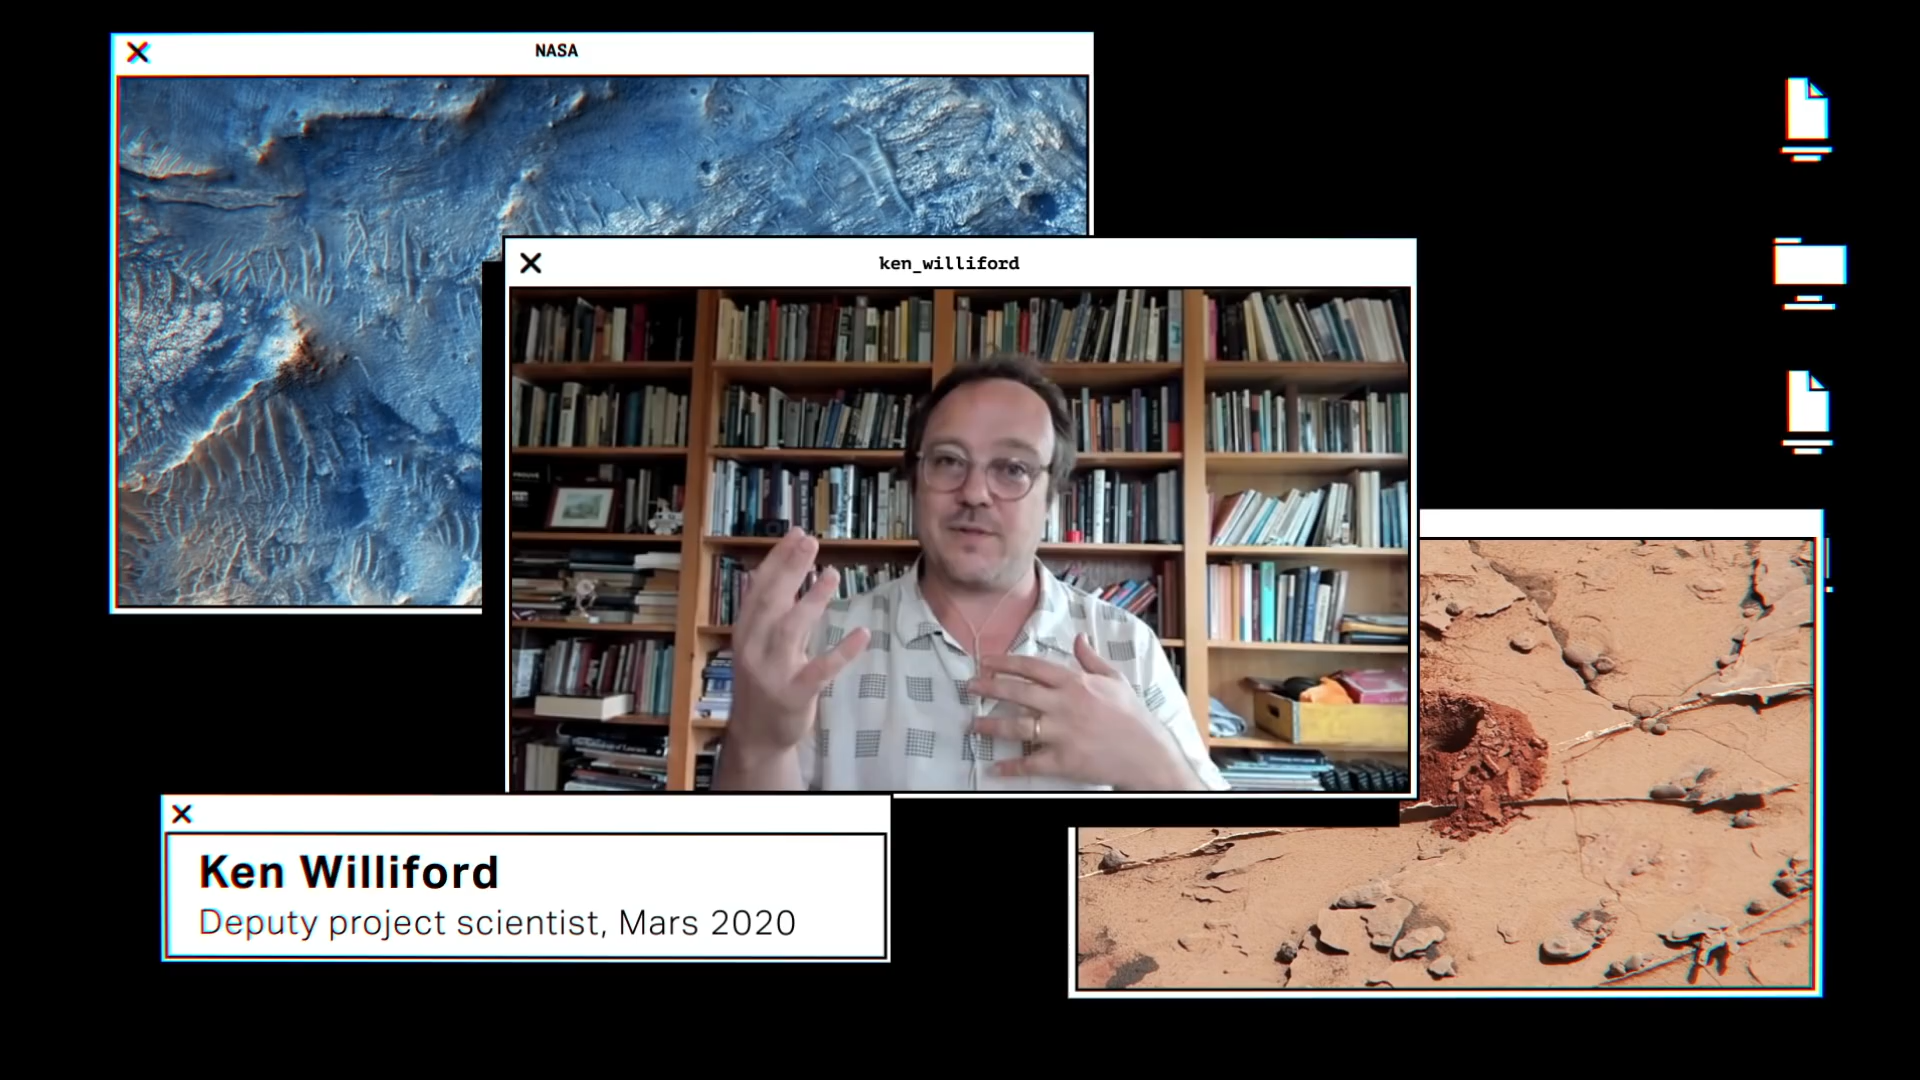 NASA
ken_williford
Ken Williford
Deputy project scientist, Mars 2020